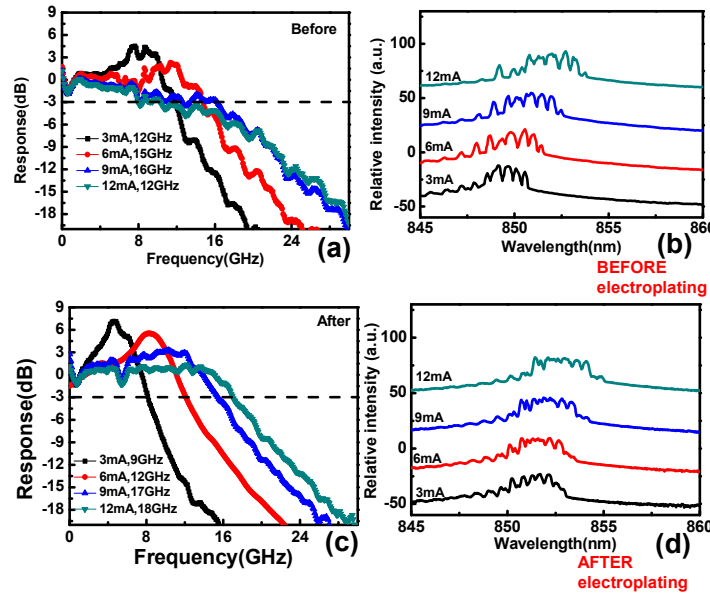 9
6
3
0
-3
-6
-9
-12
-15
-18
Response(dB)
Before
3mA,12GHz
6mA,15GHz
9mA,16GHz
12mA,12GHz
0 8 16 24
Frequency(GHz)
(a)
100
50
0
-50
Relative intensity (a.u.)
12mA
9mA
6mA
3mA
845 850 855 860
Wavelength(nm)
(b)
BEFORE
electroplating
9
6
3
0
-3
-6
-9
-12
-15
-18
Response(dB)
After
3mA,9GHz
6mA,12GHz
9mA,17GHz
12mA,18GHz
0 8 16 24
Frequency(GHz)
(c)
100
50
0
-50
Relative intensity (a.u.)
12mA
9mA
6mA
3mA
845 850 855 860
Wavelength(nm)
(d)
AFTER
electroplating